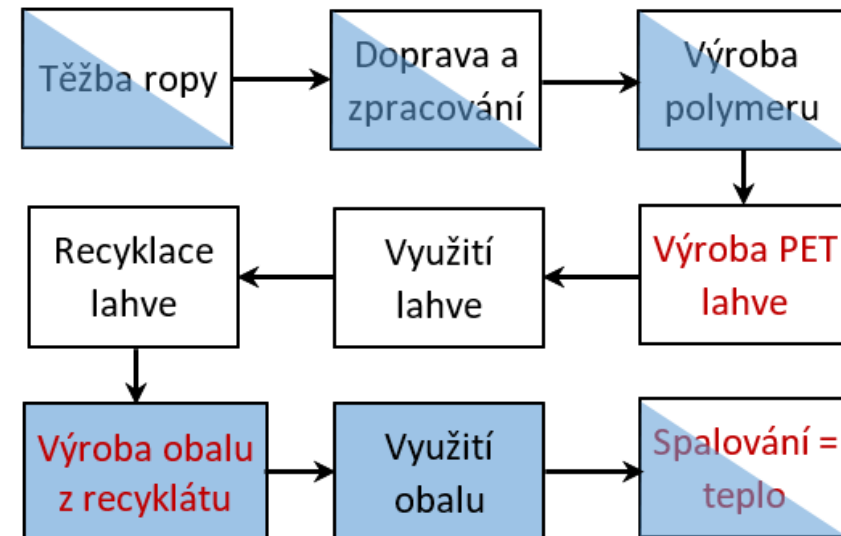 Těžba ropy
Doprava a
zpracování
Výroba
polymeru
Recyklace
lahve
Využití
lahve
Výroba PET
lahve
Výroba obalu
z recyklátu
Využití
obalu
Spalování =
teplo